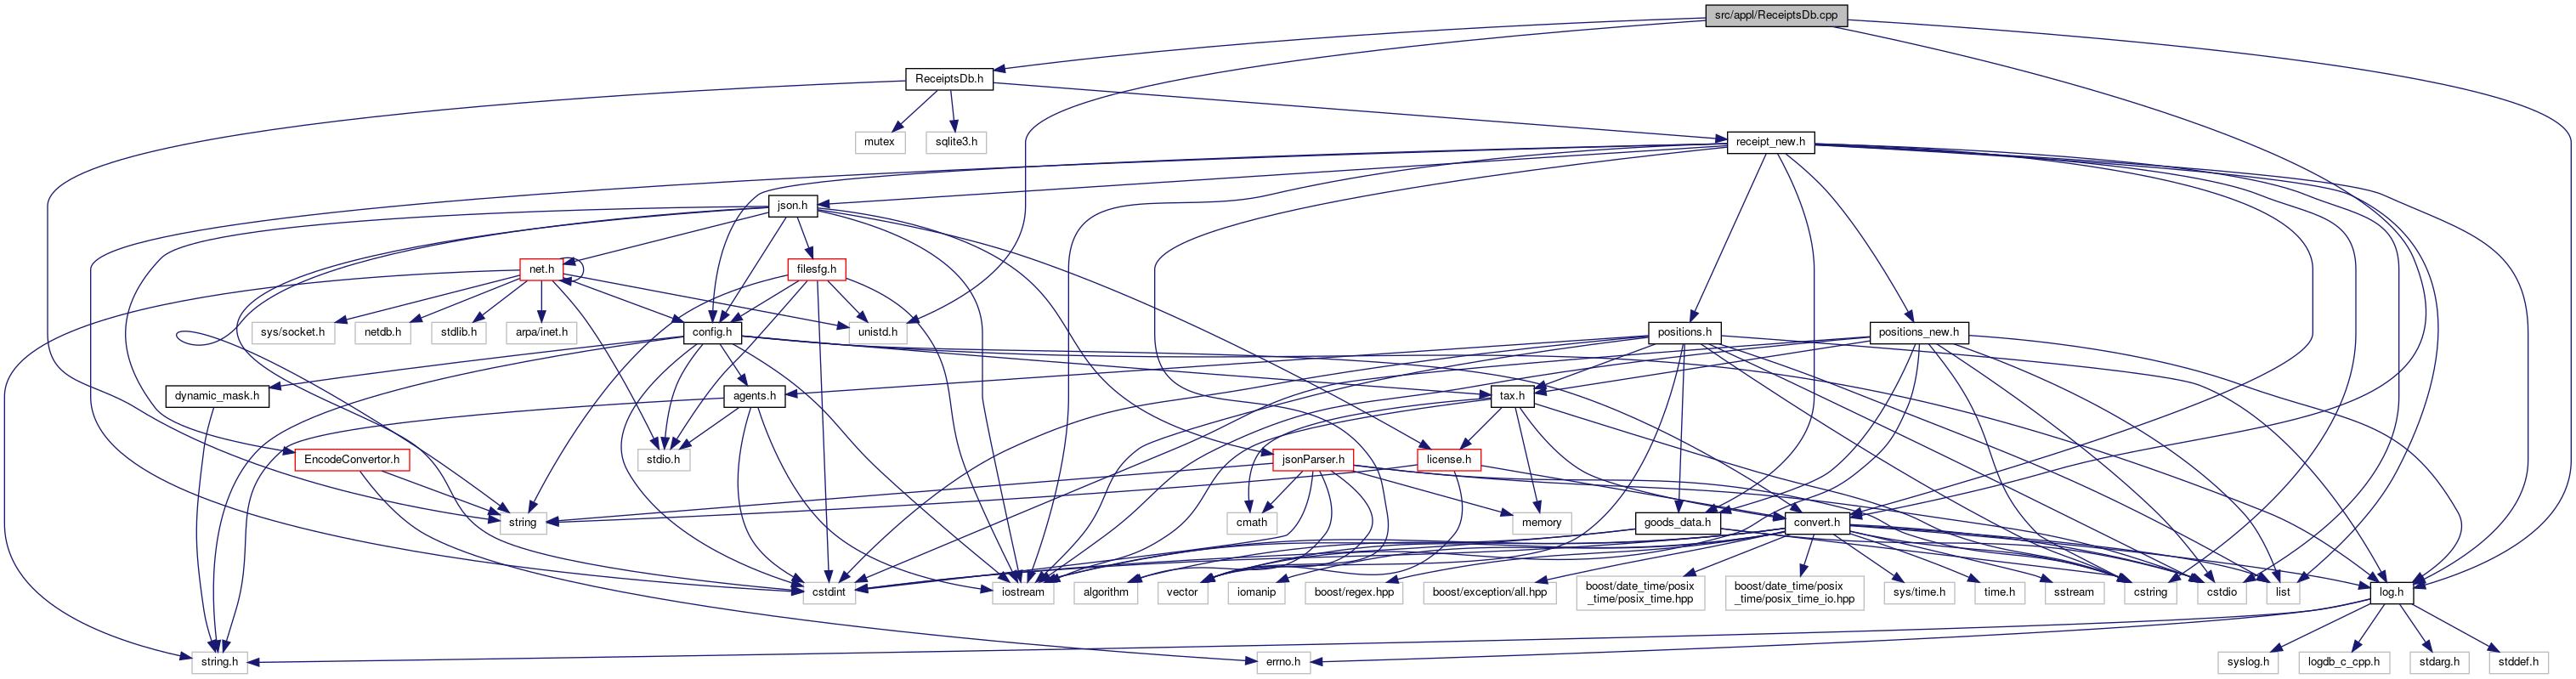 src/appl/ReceiptsDb.cpp
ReceiptsDb.h
mutex
sqlite3.h
receipt_new.h
json.h
net.h
filesfg.h
sys/socket.h
netdb.h
stdlib.h
arpa/inet.h
config.h
unistd.h
positions.h
positions_new.h
dynamic_mask.h
agents.h
tax.h
EncodeConvertor.h
stdio.h
jsonParser.h
license.h
string
cmath
memory
goods_data.h
convert.h
cstdint
iostream
algorithm
vector
iomanip
boost/regex.hpp
boost/exception/all.hpp
boost/date_time/posix
_time/posix_time.hpp
boost/date_time/posix
_time/posix_time_io.hpp
sys/time.h
time.h
sstream
cstring
cstdio
list
log.h
string.h
errno.h
syslog.h
logdb_c_cpp.h
stdarg.h
stddef.h